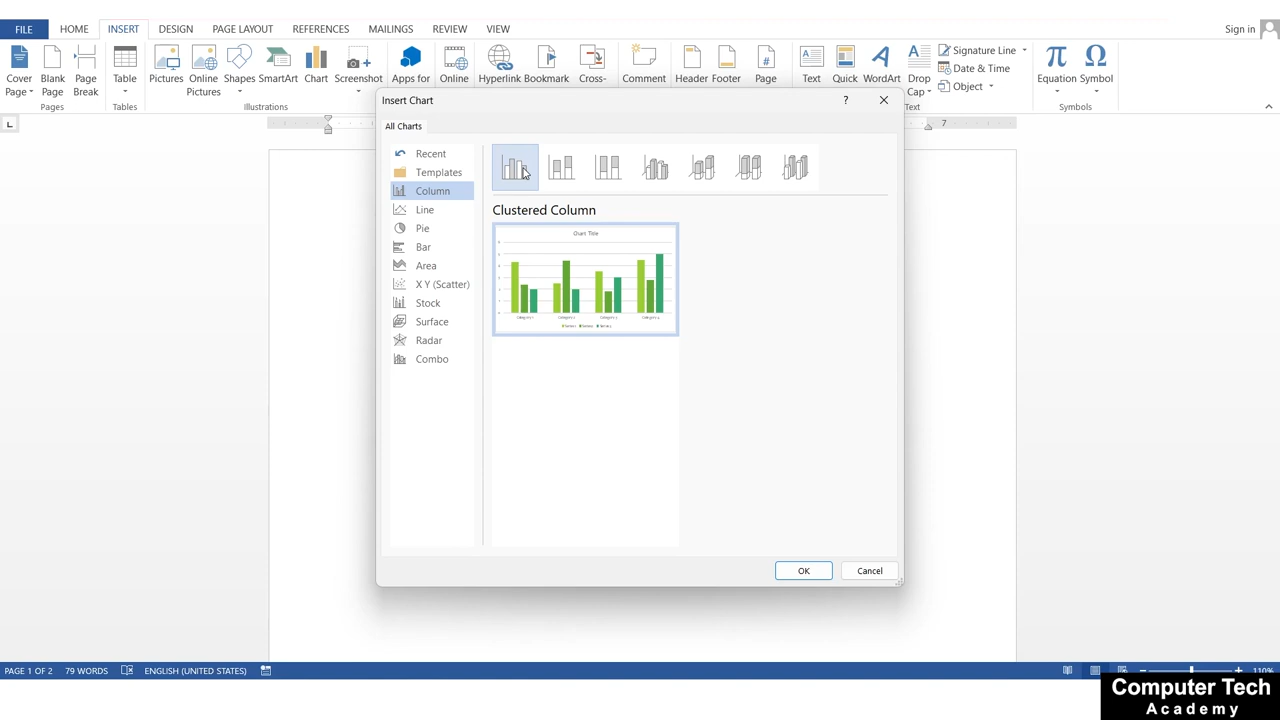 FILE HOME INSERT DESIGN PAGE LAYOUT REFERENCES MAILINGS REVIEW VIEW Sign in
Cover Page Blank Page Page Break Table Pictures Online Pictures Shapes SmartArt Chart Screenshot Apps for Online Hyperlink Bookmark Cross- Comment Header Footer Page # Text Quick WordArt Drop Cap Signature Line Date & Time Object Equation Symbol
Pages Tables Illustrations Text Symbols
Insert Chart ?
All Charts
7
Recent
Templates
Column
Line
Pie
Bar
Area
X Y (Scatter)
Stock
Surface
Radar
Combo
Clustered Column
Chart Title
OK Cancel
PAGE 1 OF 2 79 WORDS ENGLISH (UNITED STATES) 110%
Computer Tech
Academy